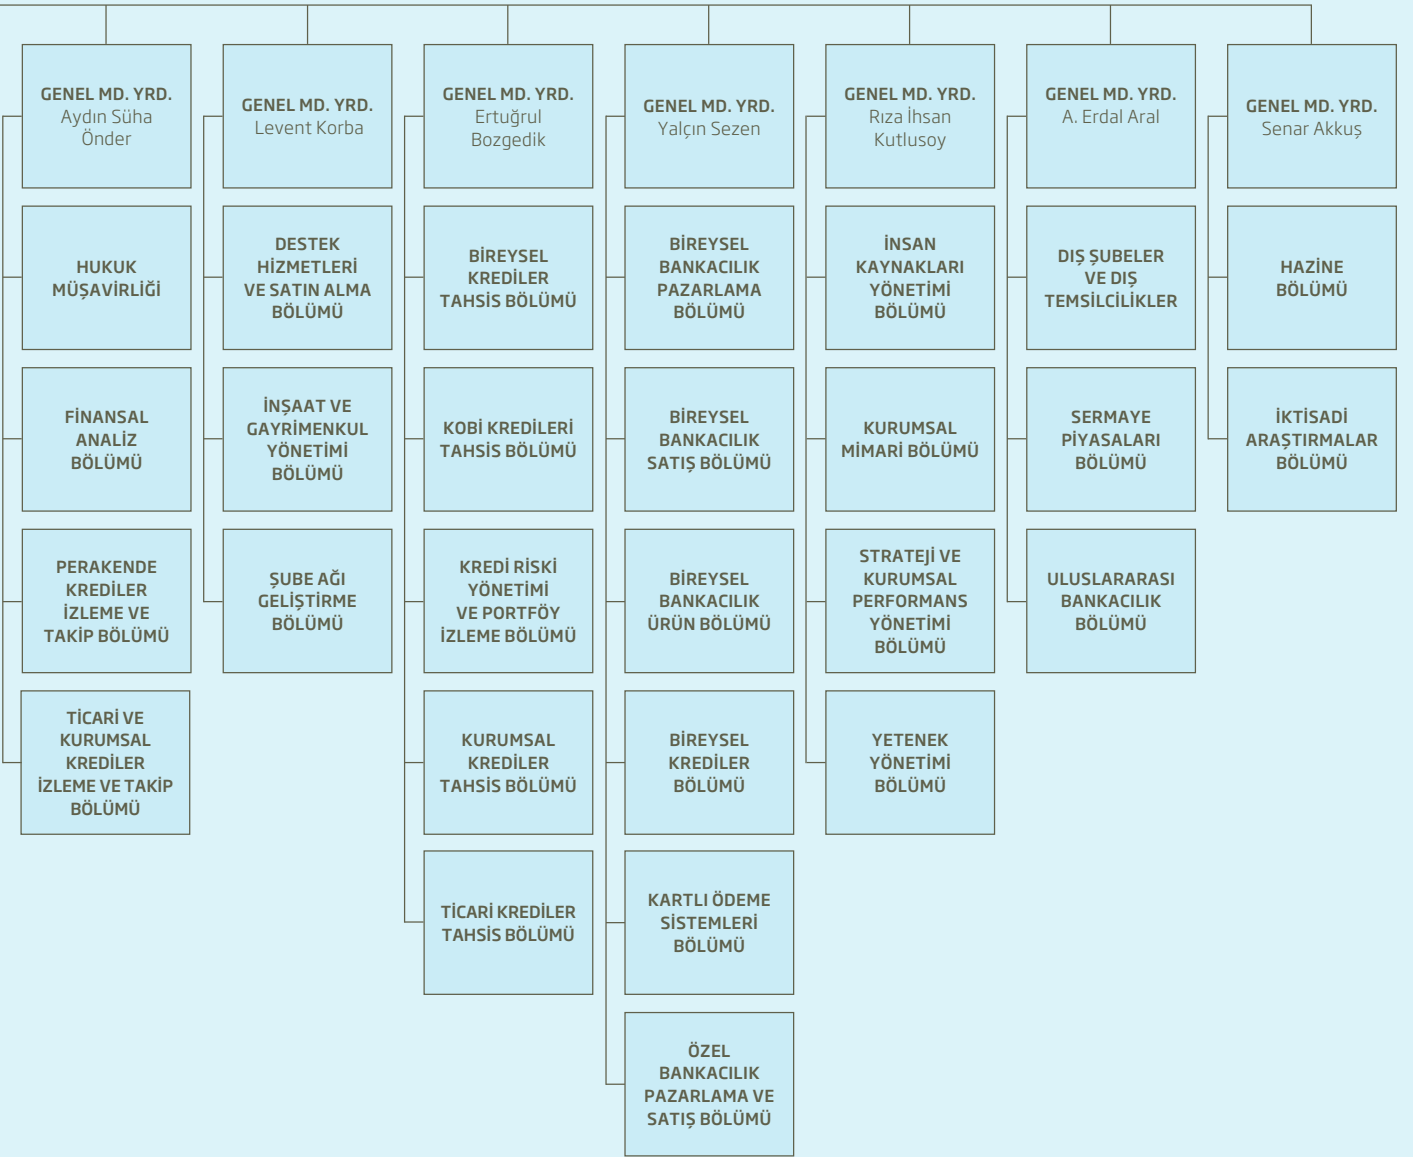 GENEL MD. YRD.
Aydın Süha
Önder
HUKUK
MÜŞAVİRLİĞİ
FİNANSAL
ANALİZ
BÖLÜMÜ
PERAKENDE
KREDİLER
İZLEME VE
TAKİP BÖLÜMÜ
TİCARİ VE
KURUMSAL
KREDİLER
İZLEME VE TAKİP
BÖLÜMÜ
GENEL MD. YRD.
Levent Korba
DESTEK
HİZMETLERİ
VE SATIN ALMA
BÖLÜMÜ
İNŞAAT VE
GAYRİMENKUL
YÖNETİMİ
BÖLÜMÜ
ŞUBE AĞI
GELİŞTİRME
BÖLÜMÜ
GENEL MD. YRD.
Ertuğrul
Bozgedik
BİREYSEL
KREDİLER
TAHSİS BÖLÜMÜ
KOBİ KREDİLERİ
TAHSİS BÖLÜMÜ
KREDİ RİSKİ
YÖNETİMİ
VE PORTFÖY
İZLEME BÖLÜMÜ
KURUMSAL
KREDİLER
TAHSİS BÖLÜMÜ
TİCARİ KREDİLER
TAHSİS BÖLÜMÜ
GENEL MD. YRD.
Yalçın Sezen
BİREYSEL
BANKACILIK
PAZARLAMA
BÖLÜMÜ
BİREYSEL
BANKACILIK
SATIŞ BÖLÜMÜ
BİREYSEL
BANKACILIK
ÜRÜN BÖLÜMÜ
BİREYSEL
KREDİLER
BÖLÜMÜ
KARTLI ÖDEME
SİSTEMLERİ
BÖLÜMÜ
ÖZEL
BANKACILIK
PAZARLAMA VE
SATIŞ BÖLÜMÜ
GENEL MD. YRD.
Rıza İhsan
Kutlusoy
İNSAN
KAYNAKLARI
YÖNETİMİ
BÖLÜMÜ
KURUMSAL
MİMARİ BÖLÜMÜ
STRATEJİ VE
KURUMSAL
PERFORMANS
YÖNETİMİ
BÖLÜMÜ
YETENEK
YÖNETİMİ
BÖLÜMÜ
GENEL MD. YRD.
A. Erdal Aral
DIŞ ŞUBELER
VE DIŞ
TEMSİLCİLİKLER
SERMAYE
PİYASALARI
BÖLÜMÜ
ULUSLARARASI
BANKACILIK
BÖLÜMÜ
GENEL MD. YRD.
Senar Akkuş
HAZİNE
BÖLÜMÜ
İKTİSADİ
ARAŞTIRMALAR
BÖLÜMÜ